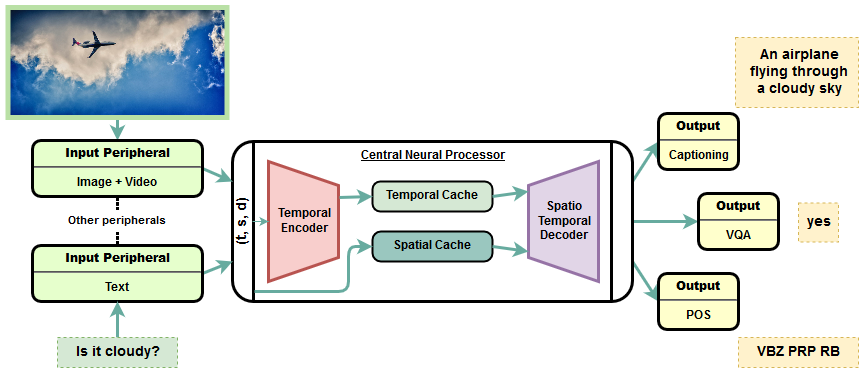 An airplane
flying through
a cloudy sky
Input Peripheral
Image + Video
Other peripherals
Input Peripheral
Text
Is it cloudy?
(t, s, d)
Central Neural Processor
Temporal
Encoder
Temporal Cache
Spatial Cache
Spatio
Temporal
Decoder
Output
Captioning
Output
VQA
yes
Output
POS
VBZ PRP RB